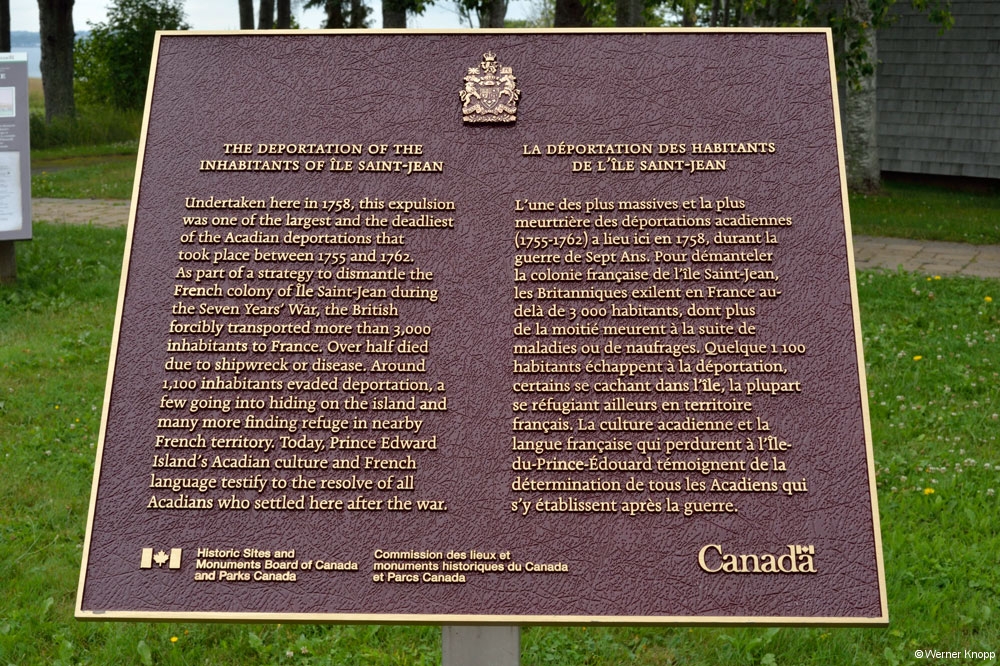 THE DEPORTATION OF THE
INHABITANTS OF ÎLE SAINT-JEAN
Undertaken here in 1758, this expulsion
was one of the largest and the deadliest
of the Acadian deportations that
took place between 1755 and 1762.
As part of a strategy to dismantle the
French colony of Île Saint-Jean during
the Seven Years' War, the British
forcibly transported more than 3,000
inhabitants to France. Over half died
due to shipwreck or disease. Around
1,100 inhabitants evaded deportation, a
few going into hiding on the island and
many more finding refuge in nearby
French territory. Today, Prince Edward
Island's Acadian culture and French
language testify to the resolve of all
Acadians who settled here after the war.
LA DÉPORTATION DES HABITANTS
DE L'ÎLE SAINT-JEAN
L'une des plus massives et la plus
meurtrière des déportations acadiennes
(1755-1762) a lieu ici en 1758, durant la
guerre de Sept Ans. Pour démanteler
la colonie française de l'île Saint-Jean,
les Britanniques exilent en France au-
delà de 3 000 habitants, dont plus
de la moitié meurent à la suite de
maladies ou de naufrages. Quelque 1 100
habitants échappent à la déportation,
certains se cachant dans l'île, la plupart
se réfugiant ailleurs en territoire
français. La culture acadienne et la
langue française qui perdurent à l'Île-
du-Prince-Édouard témoignent de la
détermination de tous les Acadiens qui
s'y établissent après la guerre.
Historic Sites and
Monuments Board of Canada
and Parks Canada
Commission des lieux et
monuments historiques du Canada
et Parcs Canada
Canada
©Werner Knopp